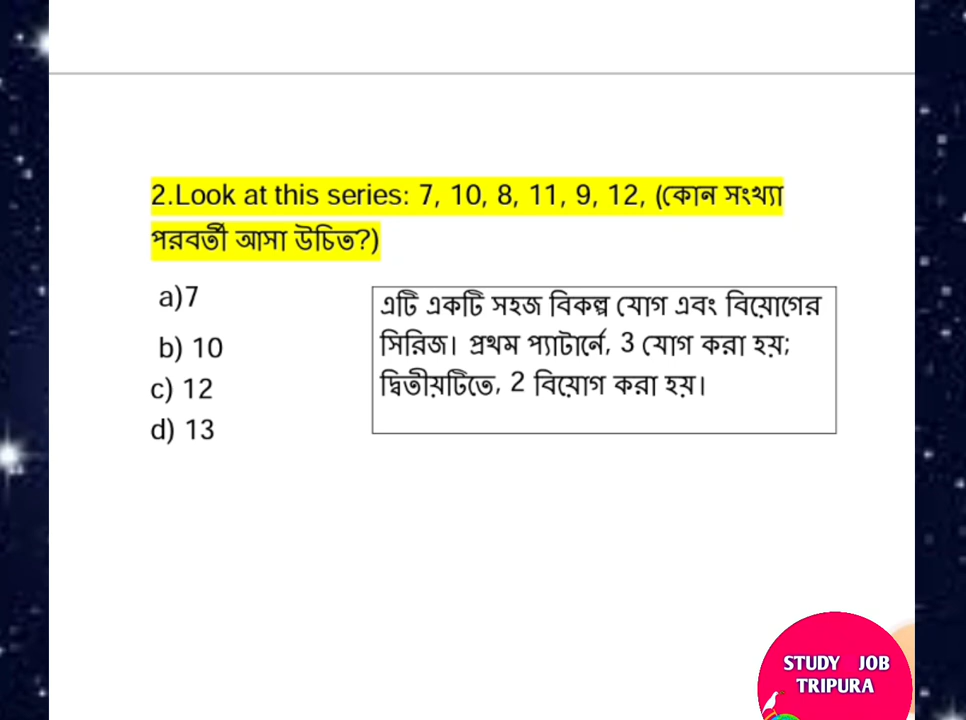 2.Look at this series: 7, 10, 8, 11, 9, 12, (কোন সংখ্যা
পরবর্তী আসা উচিত?)
a)7
b) 10
c) 12
d) 13
এটি একটি সহজ বিকল্প যোগ এবং বিয়োগের
সিরিজ। প্রথম প্যাটার্নে, 3 যোগ করা হয়;
দ্বিতীয়টিতে, 2 বিয়োগ করা হয়।
STUDY JOB
TRIPURA